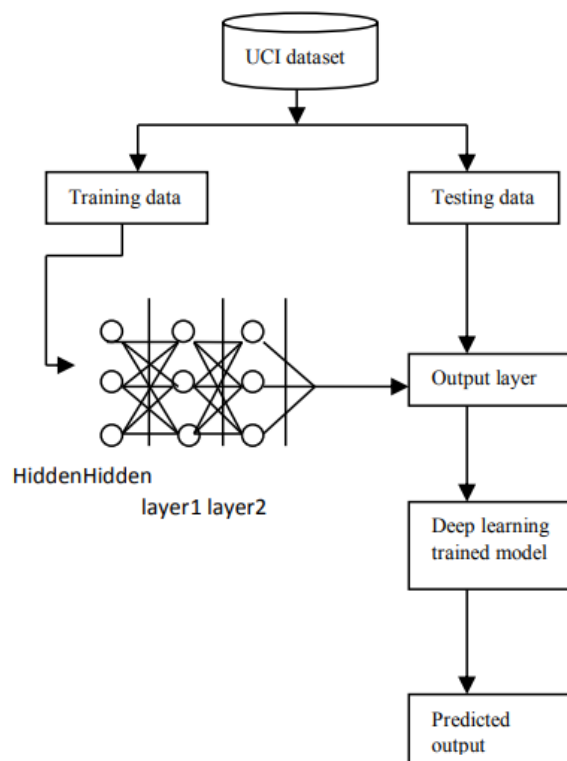 UCI dataset
Training data
Testing data
Output layer
HiddenHidden
layer1 layer2
Deep learning
trained model
Predicted
output